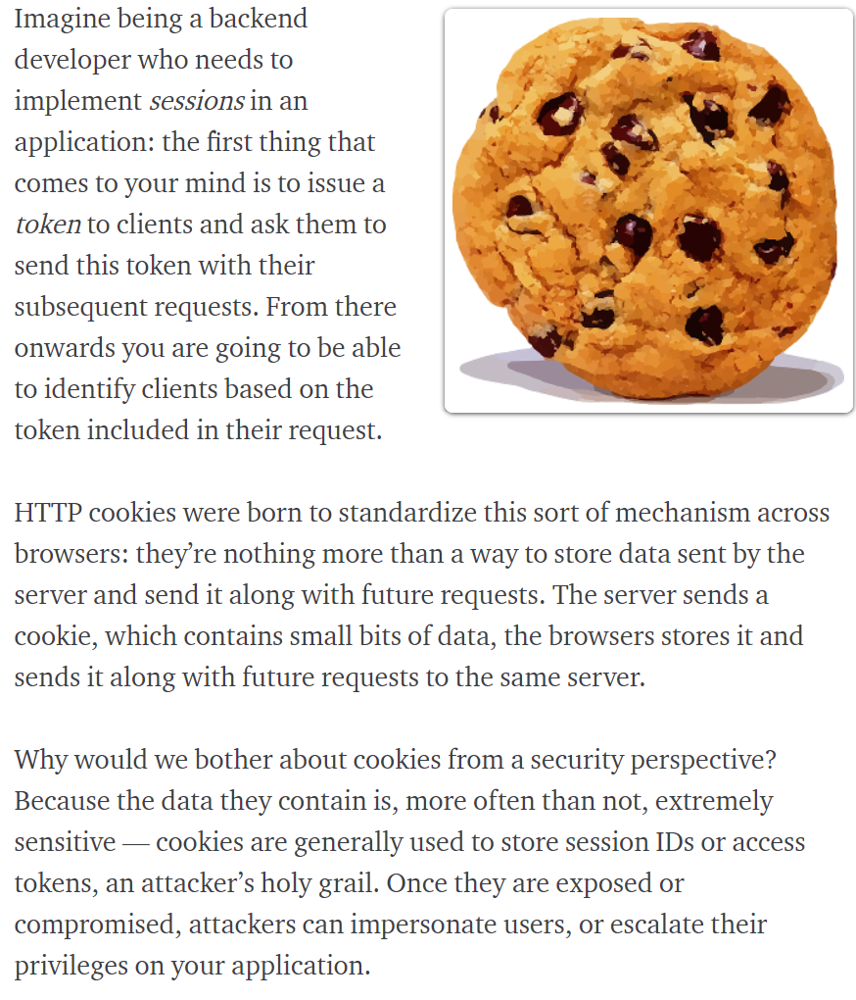 Imagine being a backend
developer who needs to
implement sessions in an
application: the first thing that
comes to your mind is to issue a
token to clients and ask them to
send this token with their
subsequent requests. From there
onwards you are going to be able
to identify clients based on the
token included in their request.
HTTP cookies were born to standardize this sort of mechanism across
browsers: they’re nothing more than a way to store data sent by the
server and send it along with future requests. The server sends a
cookie, which contains small bits of data, the browsers stores it and
sends it along with future requests to the same server.
Why would we bother about cookies from a security perspective?
Because the data they contain is, more often than not, extremely
sensitive — cookies are generally used to store session IDs or access
tokens, an attacker’s holy grail. Once they are exposed or
compromised, attackers can impersonate users, or escalate their
privileges on your application.